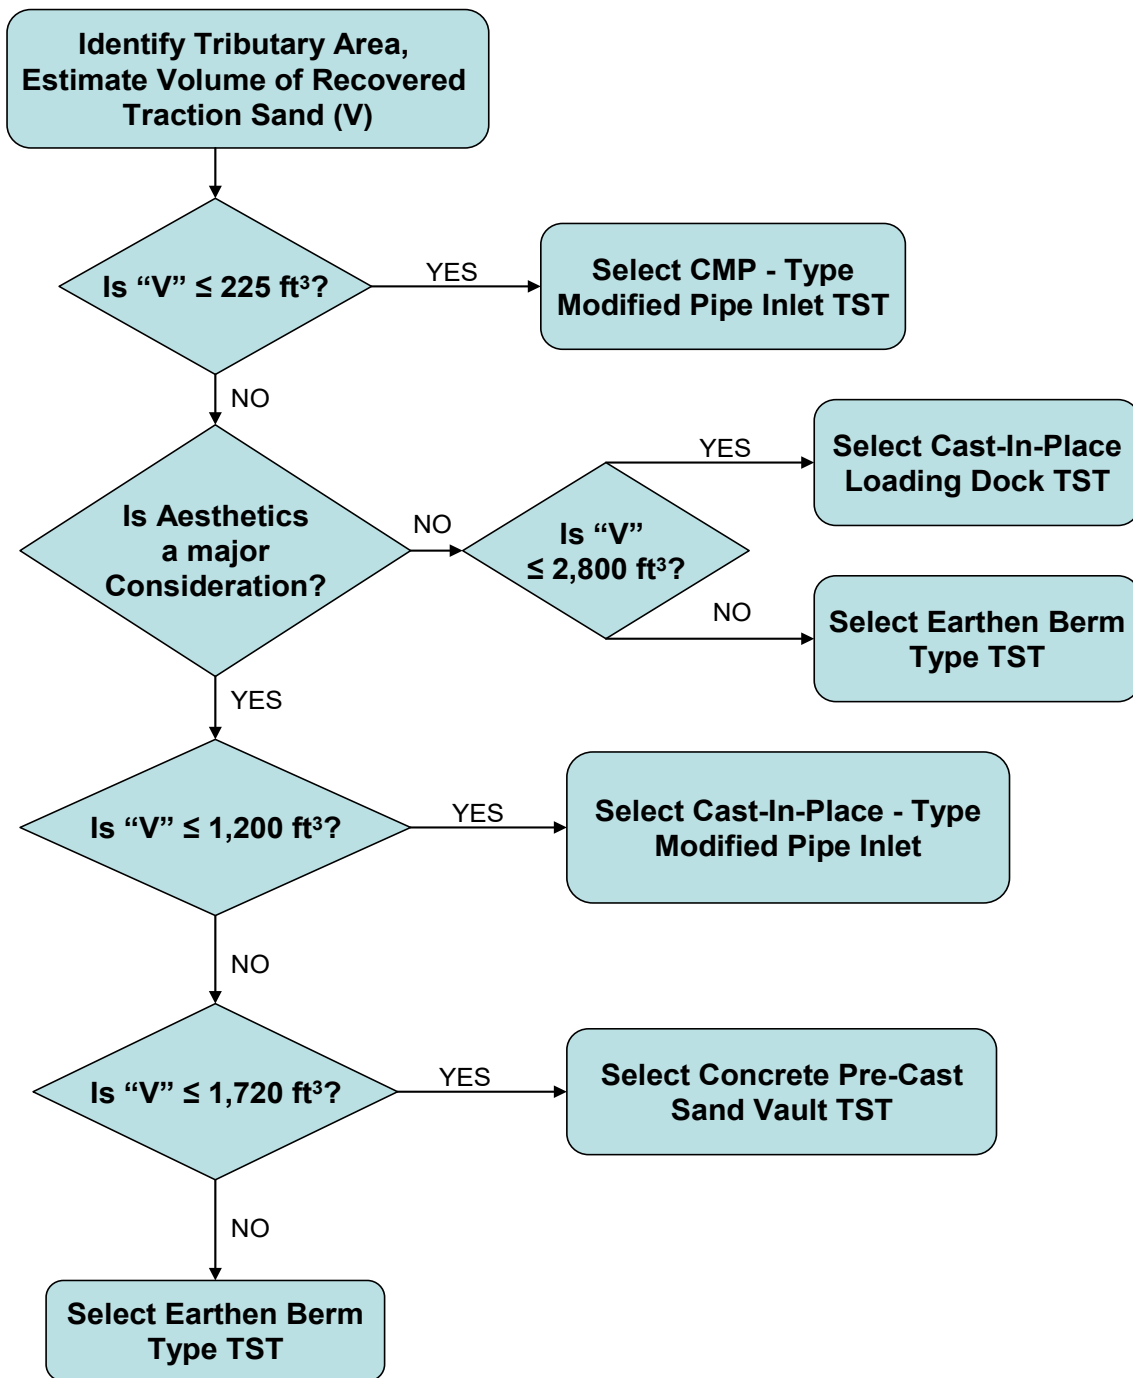 Identify Tributary Area,
Estimate Volume of Recovered
Traction Sand (V)
Is “V” ≤ 225 ft³?
YES
Select CMP - Type
Modified Pipe Inlet TST
NO
Is Aesthetics
a major
Consideration?
NO
Is “V”
≤ 2,800 ft³?
YES
Select Cast-In-Place
Loading Dock TST
NO
Select Earthen Berm
Type TST
YES
Is “V” ≤ 1,200 ft³?
YES
Select Cast-In-Place - Type
Modified Pipe Inlet
NO
Is “V” ≤ 1,720 ft³?
YES
Select Concrete Pre-Cast
Sand Vault TST
NO
Select Earthen Berm
Type TST